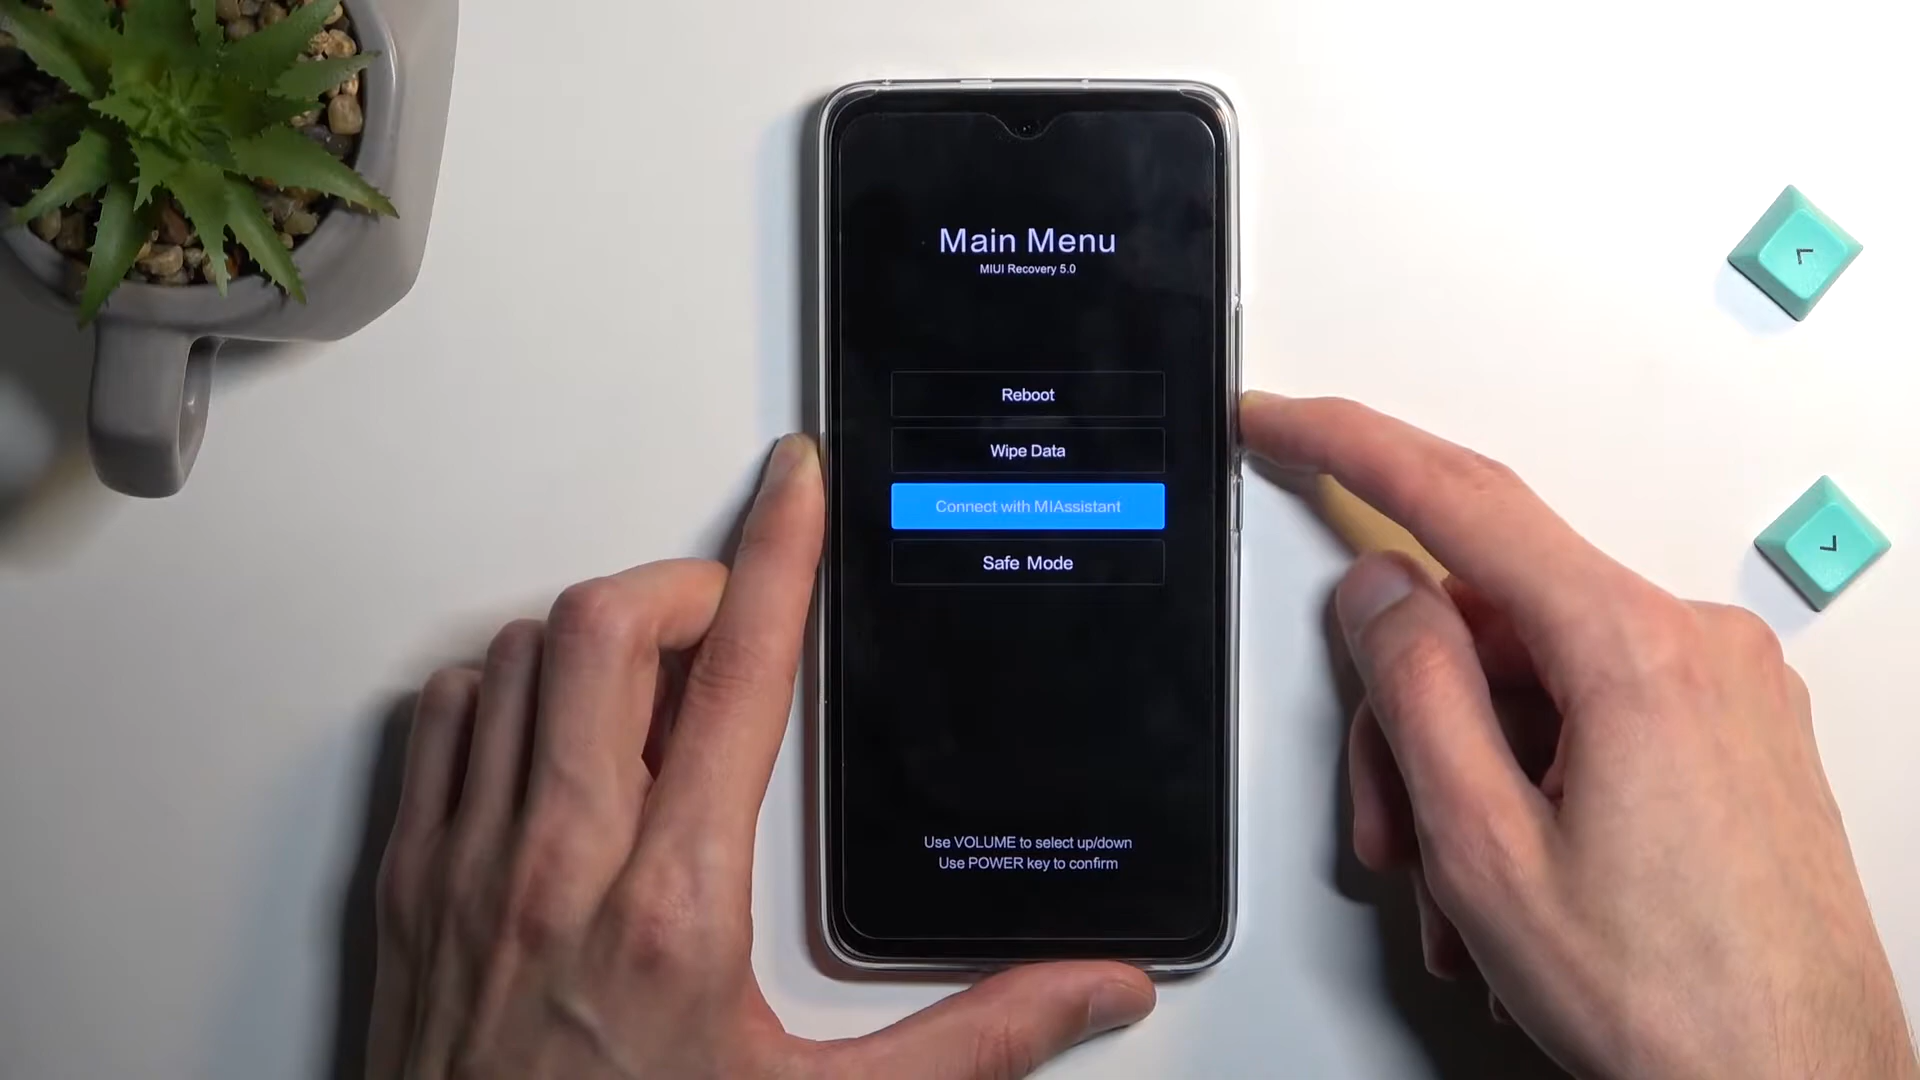 Main Menu
MIUI Recovery 5.0
Reboot
Wipe Data
Connect with MIAssistant
Safe Mode
Use VOLUME to select up/down
Use POWER key to confirm